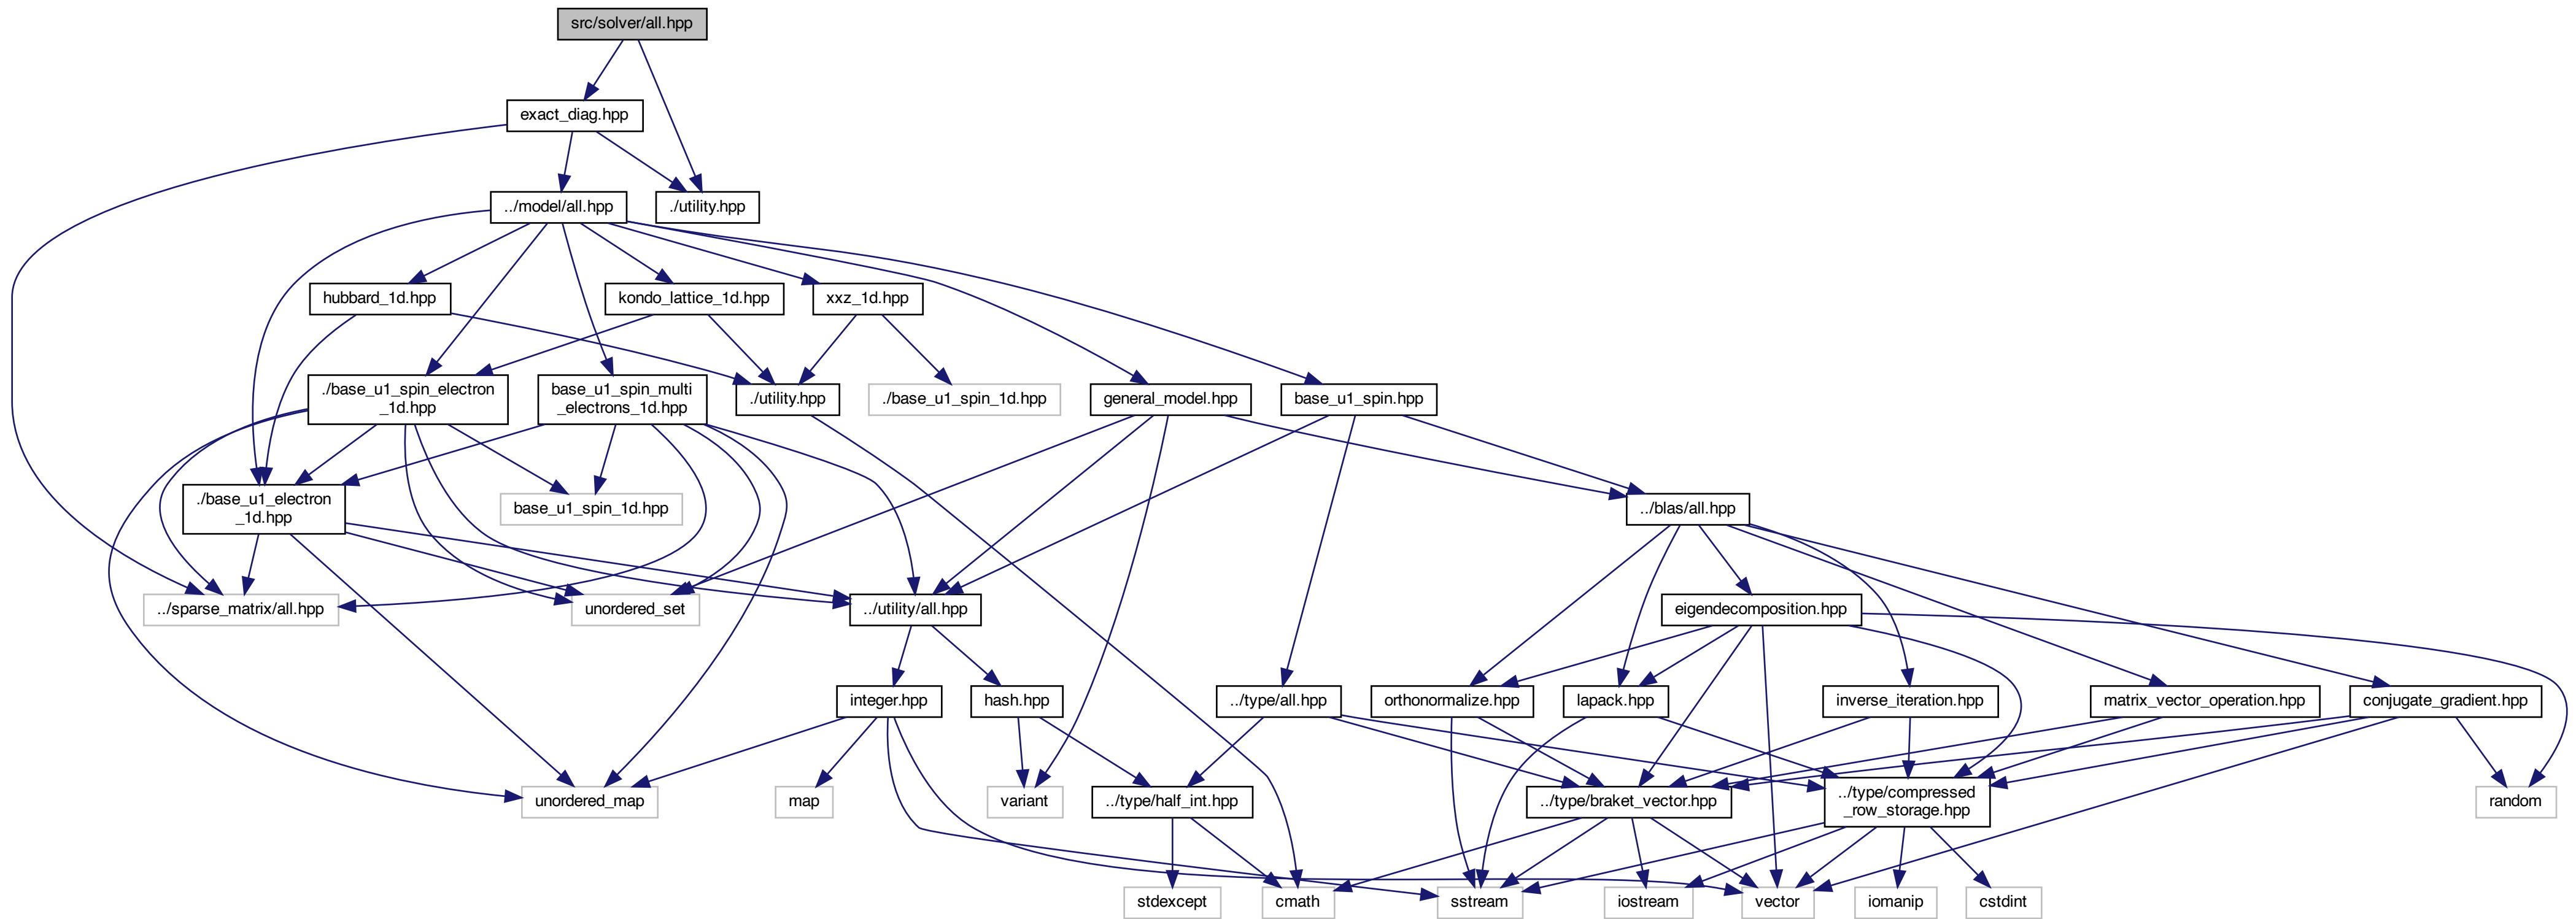 src/solver/all.hpp
exact_diag.hpp
../model/all.hpp
./utility.hpp
hubbard_1d.hpp
kondo_lattice_1d.hpp
xxz_1d.hpp
./base_u1_spin_electron
_1d.hpp
base_u1_spin_multi
_electrons_1d.hpp
./utility.hpp
./base_u1_spin_1d.hpp
general_model.hpp
base_u1_spin.hpp
./base_u1_electron
_1d.hpp
base_u1_spin_1d.hpp
../blas/all.hpp
../sparse_matrix/all.hpp
unordered_set
../utility/all.hpp
eigendecomposition.hpp
integer.hpp
hash.hpp
../type/all.hpp
orthonormalize.hpp
lapack.hpp
inverse_iteration.hpp
matrix_vector_operation.hpp
conjugate_gradient.hpp
unordered_map
map
variant
../type/half_int.hpp
../type/braket_vector.hpp
../type/compressed
_row_storage.hpp
random
stdexcept
cmath
sstream
iostream
vector
iomanip
cstdint